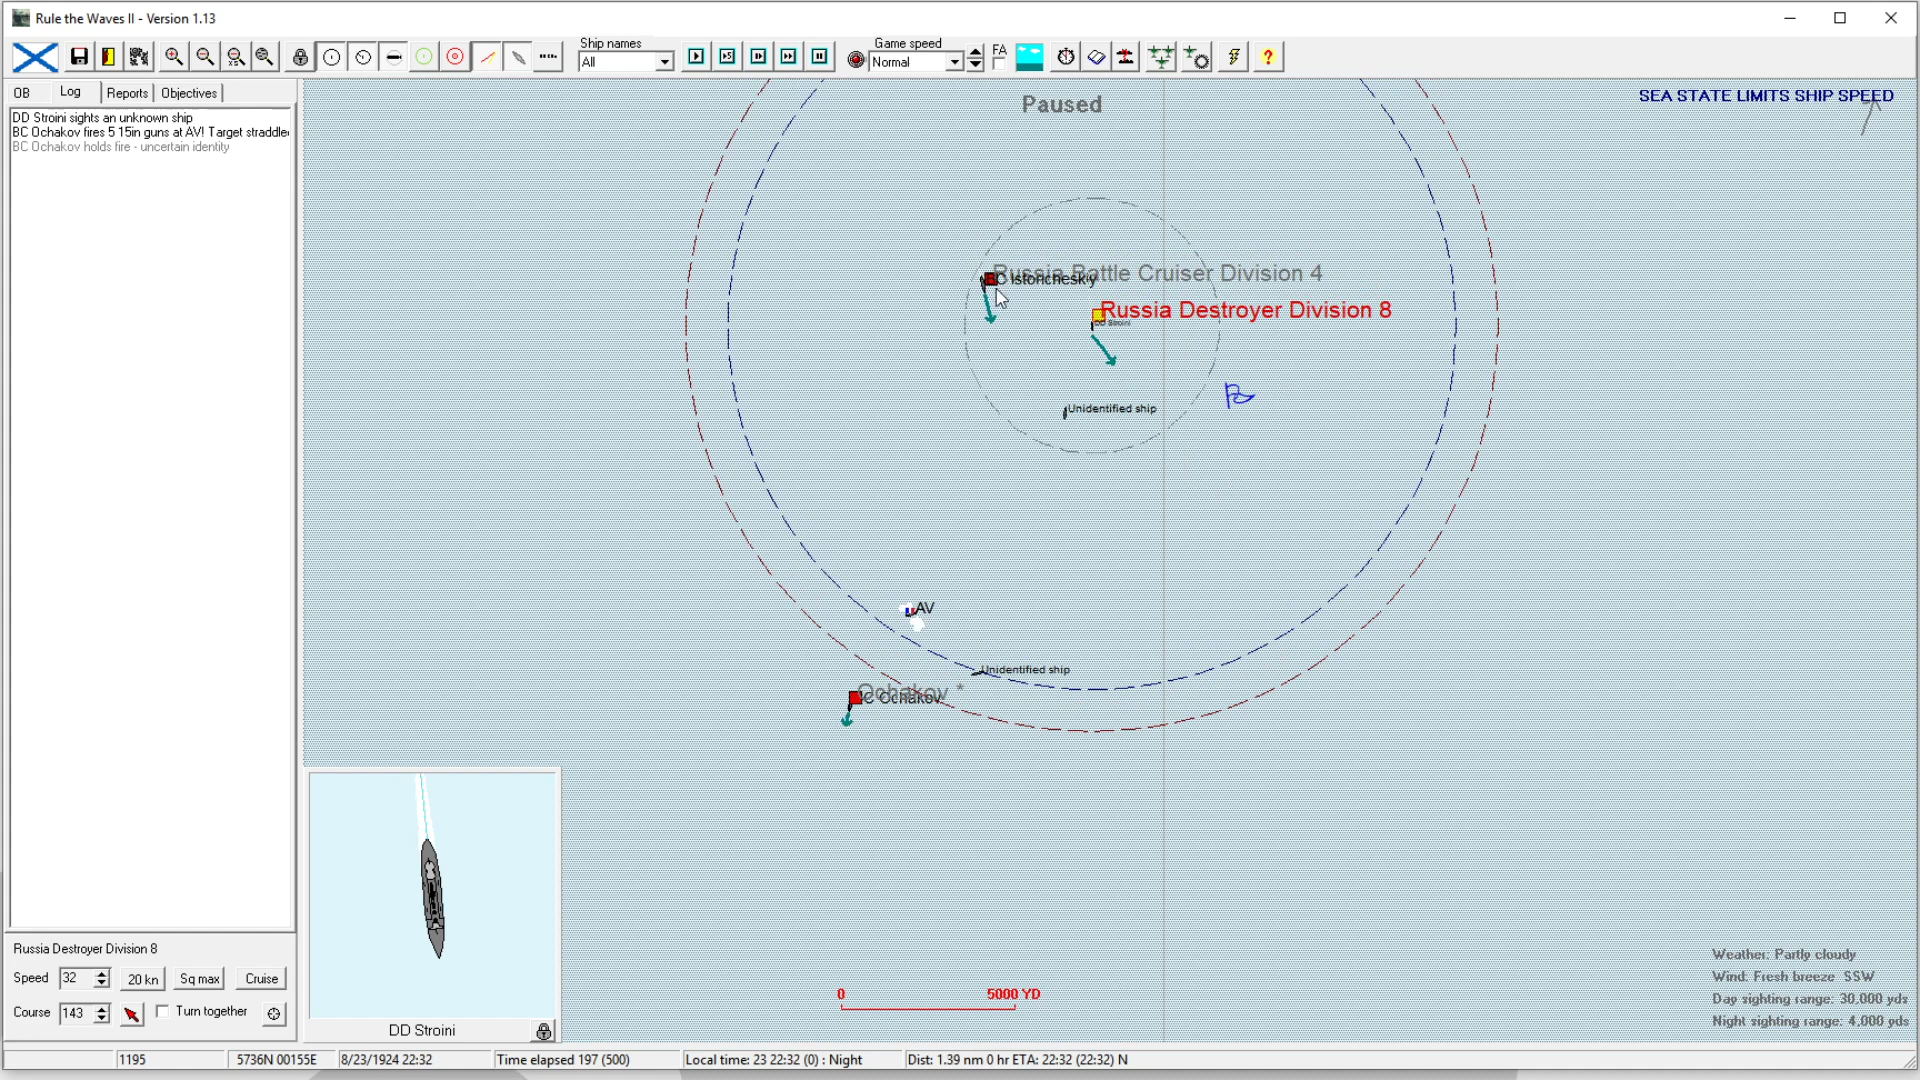 Rule the Waves II - Version 1.13
Ship names
All
Game speed
Normal
FA
OB
Log
Reports
Objectives
DD Stroini sights an unknown ship
BC Ochakov fires 5 15in guns at AV! Target straddle
BC Ochakov holds fire - uncertain identity
Paused
SEA STATE LIMITS SHIP SPEED
Russia Battle Cruiser Division 4
BC Istoricheskiy
Russia Destroyer Division 8
DD Stroini
Unidentified ship
AV
Unidentified ship
Ochakov *
BC Ochakov
0
5000 YD
Weather: Partly cloudy
Wind: Fresh breeze SSW
Day sighting range: 30,000 yds
Night sighting range: 4,000 yds
Russia Destroyer Division 8
Speed 32 20 kn Sq max Cruise
Course 143 Turn together
DD Stroini
1195
5736N 00155E
8/23/1924 22:32
Time elapsed 197 (500)
Local time: 23 22:32 (0) : Night
Dist: 1.39 nm 0 hr ETA: 22:32 (22:32) N